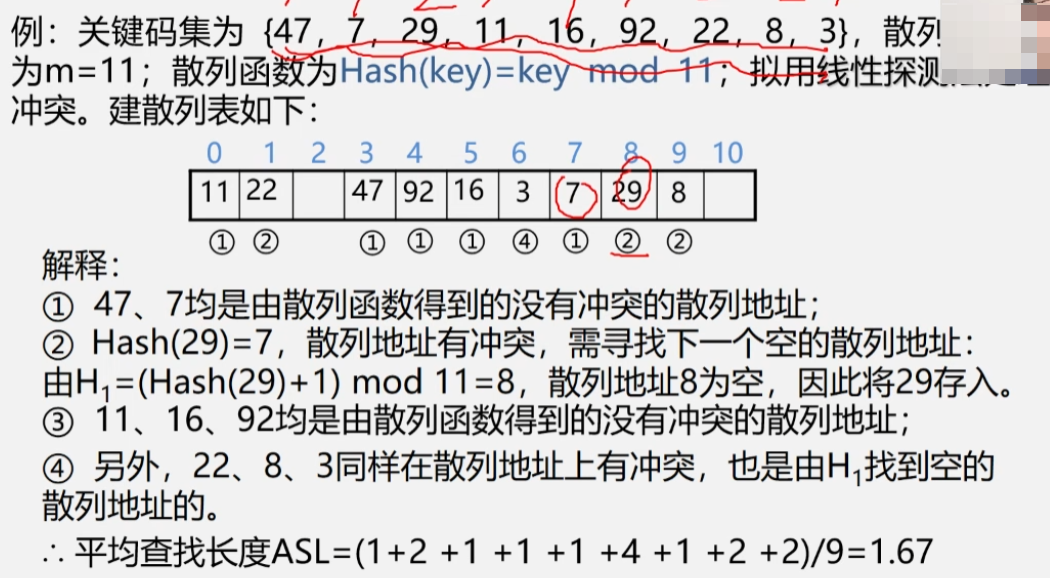 例：关键码集为 {47，7，29，11，16，92，22，8，3}，散列
为m=11；散列函数为Hash(key)=key mod 11；拟用线性探测
冲突。建散列表如下：
0 1 2 3 4 5 6 7 8 9 10
11 22 47 92 16 3 7 29 8
① ② ① ① ① ④ ① ② ②
解释：
① 47、7均是由散列函数得到的没有冲突的散列地址；
② Hash(29)=7，散列地址有冲突，需寻找下一个空的散列地址：
由H₁=(Hash(29)+1) mod 11=8，散列地址8为空，因此将29存入。
③ 11、16、92均是由散列函数得到的没有冲突的散列地址；
④ 另外，22、8、3同样在散列地址上有冲突，也是由H₁找到空的
散列地址的。
∴ 平均查找长度ASL=(1+2 +1 +1 +1 +4 +1 +2 +2)/9=1.67